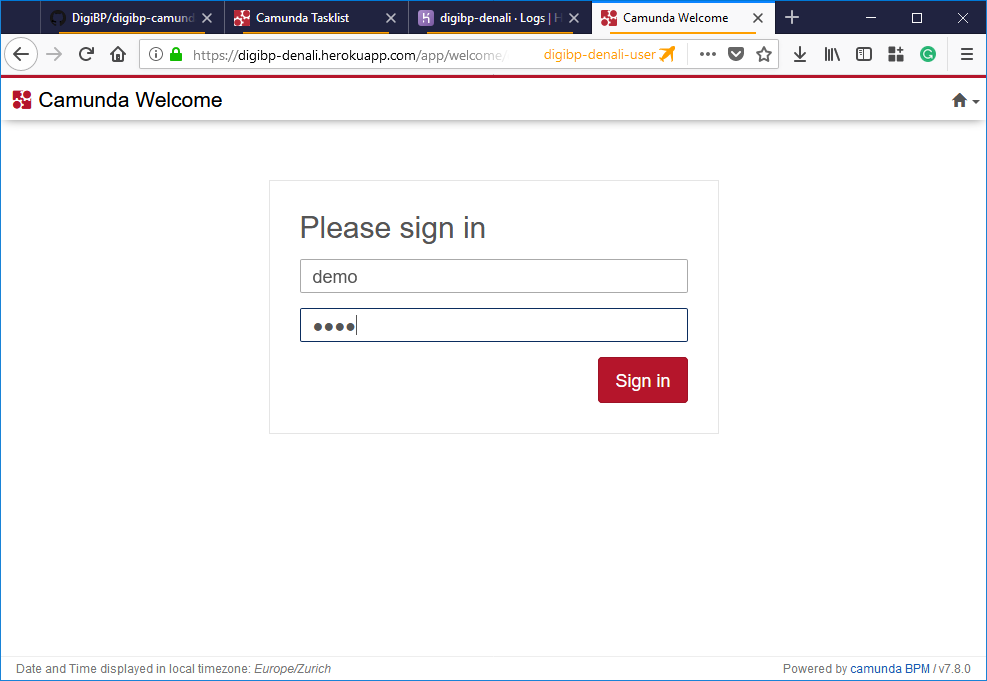 DigiBP/digibp-camund
Camunda Tasklist
digibp-denali · Logs | H
Camunda Welcome
https://digibp-denali.herokuapp.com/app/welcome/
digibp-denali-user
Camunda Welcome
Please sign in
demo
••••
Sign in
Date and Time displayed in local timezone: Europe/Zurich
Powered by camunda BPM / v7.8.0